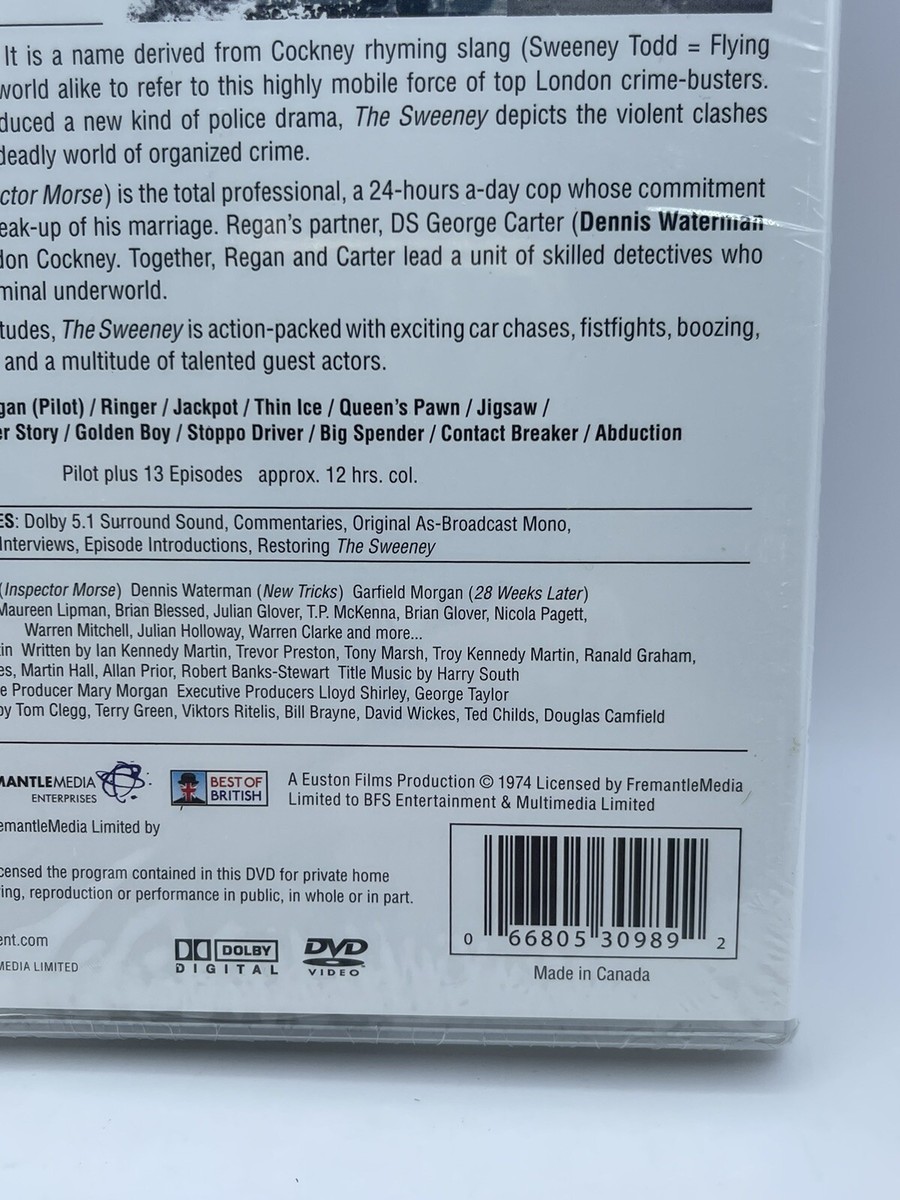 It is a name derived from Cockney rhyming slang (Sweeney Todd = Flying
world alike to refer to this highly mobile force of top London crime-busters.
duced a new kind of police drama, The Sweeney depicts the violent clashes
deadly world of organized crime.
ctor Morse) is the total professional, a 24-hours a-day cop whose commitment
eak-up of his marriage. Regan's partner, DS George Carter (Dennis Waterman
don Cockney. Together, Regan and Carter lead a unit of skilled detectives who
minal underworld.
tudes, The Sweeney is action-packed with exciting car chases, fistfights, boozing,
and a multitude of talented guest actors.
gan (Pilot) / Ringer / Jackpot / Thin Ice / Queen's Pawn / Jigsaw /
er Story / Golden Boy / Stoppo Driver / Big Spender / Contact Breaker / Abduction
Pilot plus 13 Episodes approx. 12 hrs. col.
ES: Dolby 5.1 Surround Sound, Commentaries, Original As-Broadcast Mono,
Interviews, Episode Introductions, Restoring The Sweeney
(Inspector Morse) Dennis Waterman (New Tricks) Garfield Morgan (28 Weeks Later)
Maureen Lipman, Brian Blessed, Julian Glover, T.P. McKenna, Brian Glover, Nicola Pagett,
Warren Mitchell, Julian Holloway, Warren Clarke and more...
tin Written by Ian Kennedy Martin, Trevor Preston, Tony Marsh, Troy Kennedy Martin, Ranald Graham,
es, Martin Hall, Allan Prior, Robert Banks-Stewart Title Music by Harry South
e Producer Mary Morgan Executive Producers Lloyd Shirley, George Taylor
by Tom Clegg, Terry Green, Viktors Ritelis, Bill Brayne, David Wickes, Ted Childs, Douglas Camfield
MANTLEMEDIA
ENTERPRISES
BEST OF
BRITISH
A Euston Films Production © 1974 Licensed by FremantleMedia
Limited to BFS Entertainment & Multimedia Limited
emantleMedia Limited by
censed the program contained in this DVD for private home
ing, reproduction or performance in public, in whole or in part.
ent.com
MEDIA LIMITED
DOLBY
DIGITAL
DVD
VIDEO
0 66805 30989 2
Made in Canada